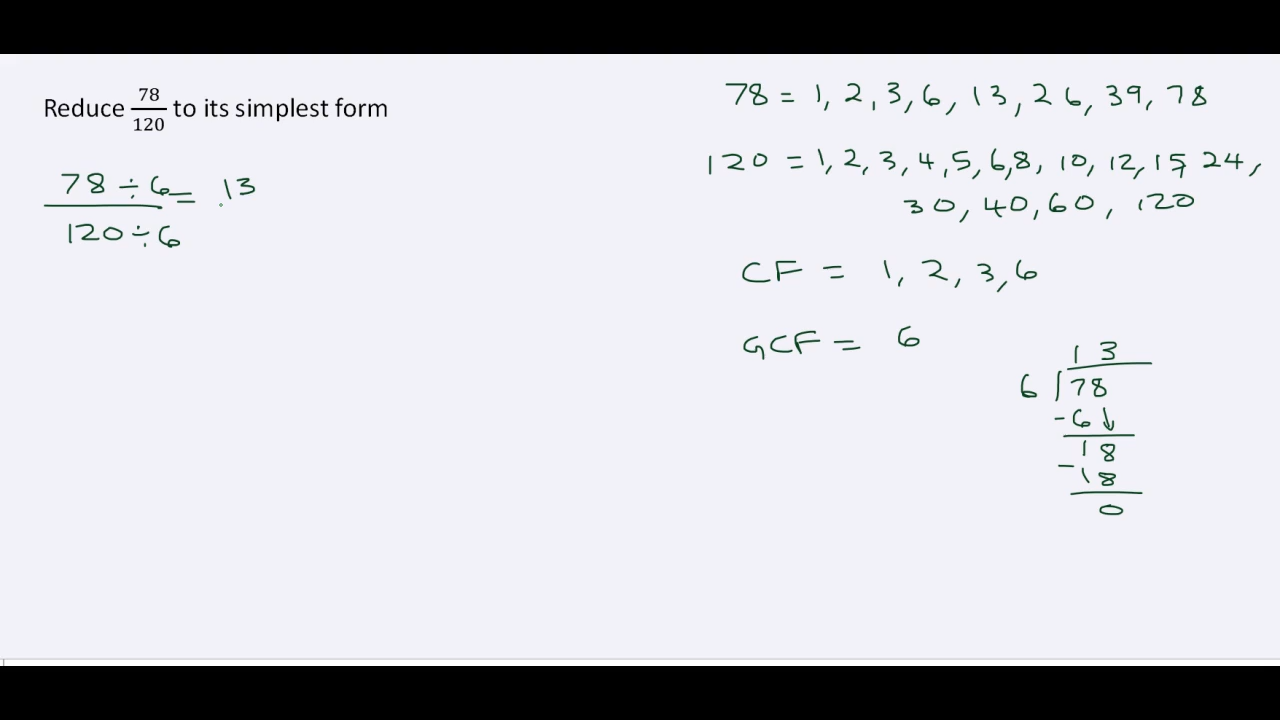 Reduce 78/120 to its simplest form
78 ÷ 6 = 13
120 ÷ 6
78 = 1, 2, 3, 6, 13, 26, 39, 78
120 = 1, 2, 3, 4, 5, 6, 8, 10, 12, 15, 24,
30, 40, 60, 120
CF = 1, 2, 3, 6
GCF = 6
13
6 78
-6↓
18
-18
0